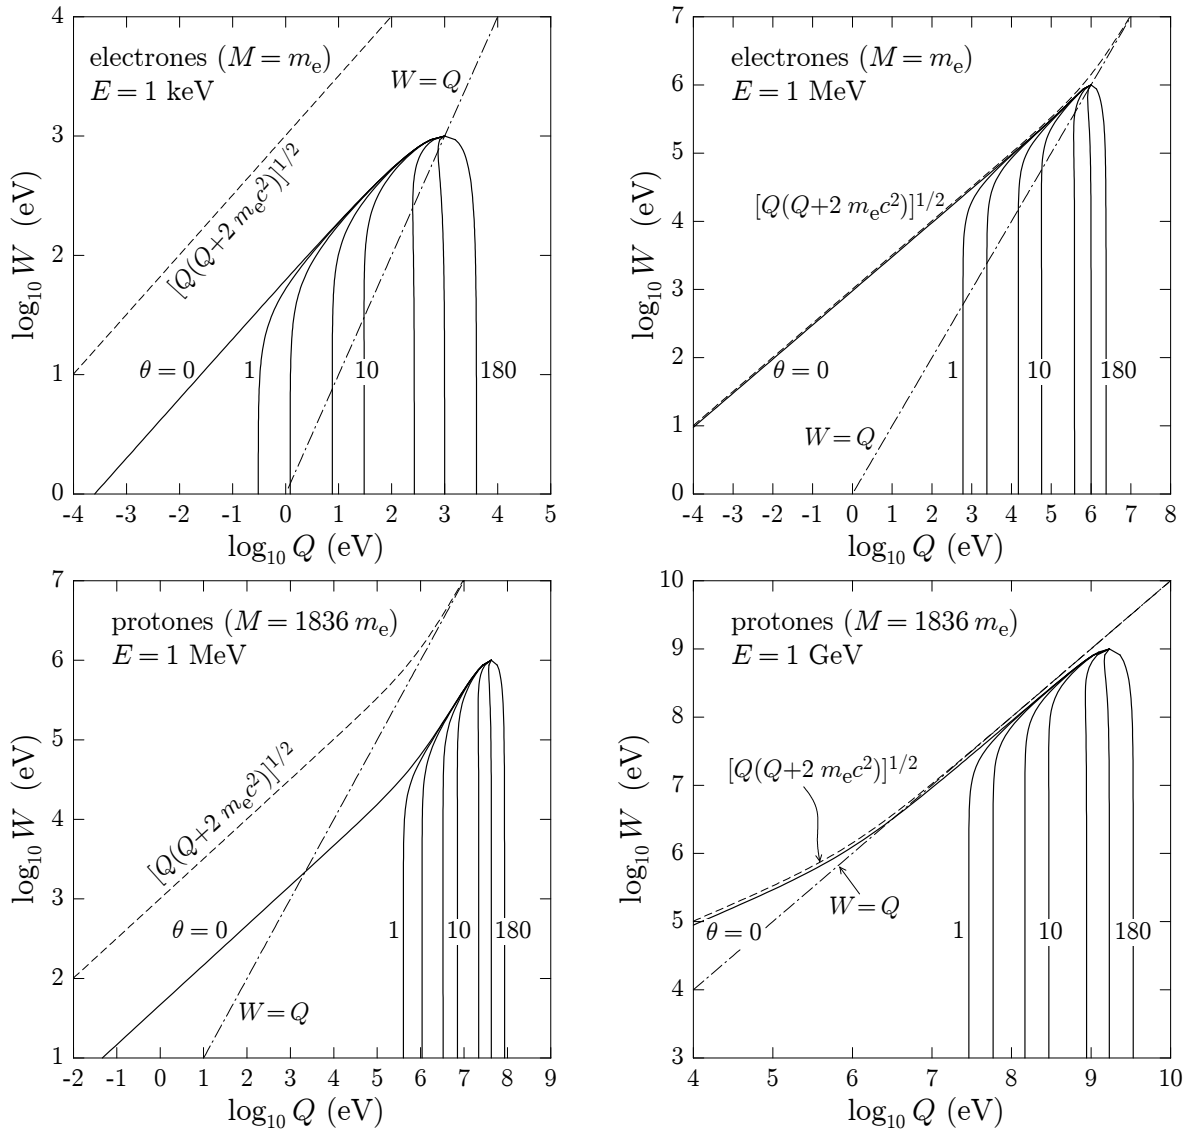 electrones (M = mₑ)
E = 1 keV
W = Q
[Q(Q+2 mₑc²)]¹/²
θ = 0
1
10
180
log₁₀ W (eV)
4
3
2
1
0
-4 -3 -2 -1 0 1 2 3 4 5
log₁₀ Q (eV)
electrones (M = mₑ)
E = 1 MeV
[Q(Q+2 mₑc²)]¹/²
θ = 0
1
10
180
W = Q
log₁₀ W (eV)
7
6
5
4
3
2
1
0
-4 -3 -2 -1 0 1 2 3 4 5 6 7 8
log₁₀ Q (eV)
protones (M = 1836 mₑ)
E = 1 MeV
[Q(Q+2 mₑc²)]¹/²
θ = 0
1
10
180
W = Q
log₁₀ W (eV)
7
6
5
4
3
2
1
-2 -1 0 1 2 3 4 5 6 7 8 9
log₁₀ Q (eV)
protones (M = 1836 mₑ)
E = 1 GeV
[Q(Q+2 mₑc²)]¹/²
W = Q
θ = 0
1
10
180
log₁₀ W (eV)
10
9
8
7
6
5
4
3
4 5 6 7 8 9 10
log₁₀ Q (eV)